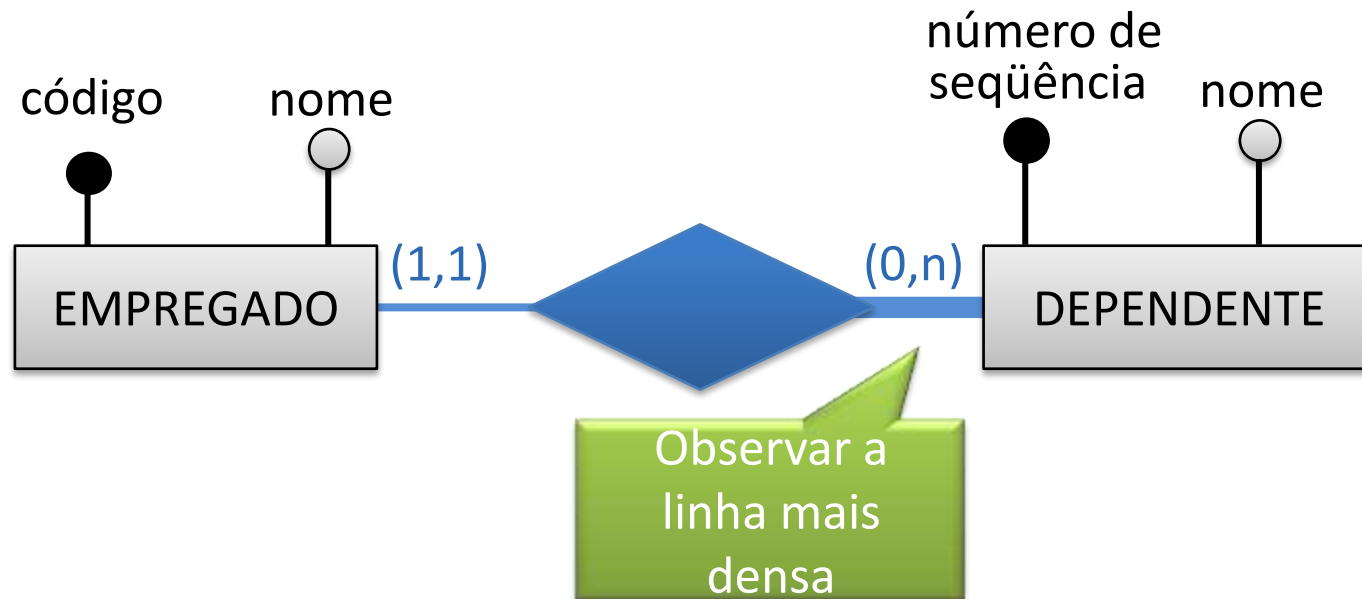 número de
seqüência
código
nome
nome
(1,1)
(0,n)
EMPREGADO
DEPENDENTE
Observar a
linha mais
densa